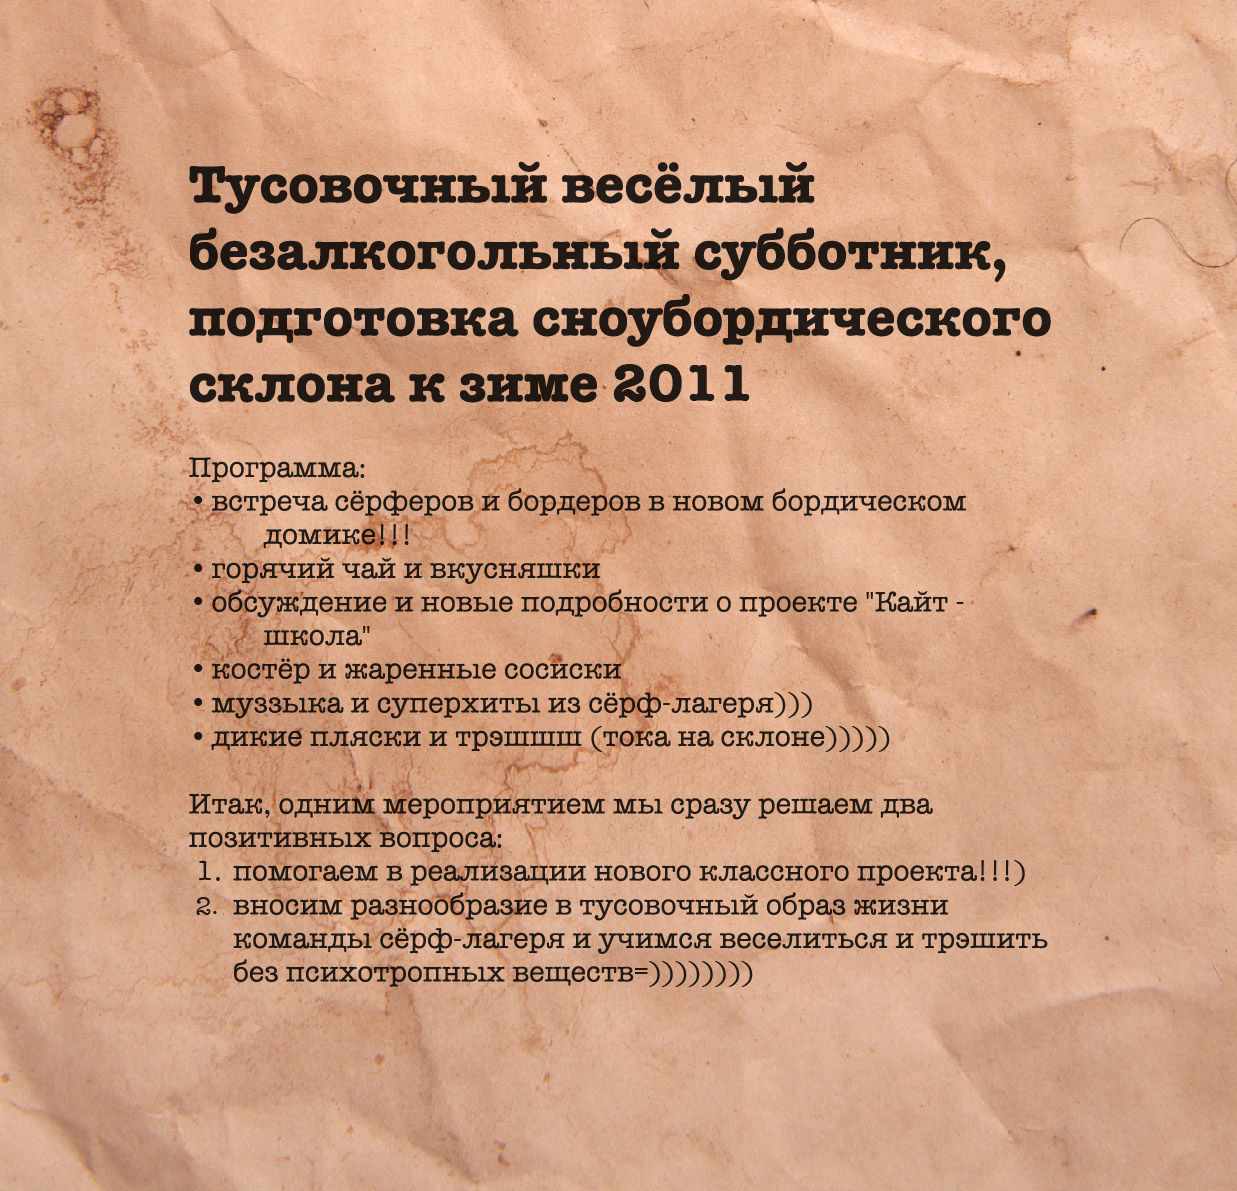 Тусовочный весёлый
безалкогольный субботник,
подготовка сноубордического
склона к зиме 2011
Программа:
• встреча сёрферов и бордеров в новом бордическом
домике!!!
• горячий чай и вкусняшки
• обсуждение и новые подробности о проекте "Кайт -
школа"
• костёр и жаренные сосиски
• муззыка и суперхиты из сёрф-лагеря)))
• дикие пляски и трэшшш (тока на склоне)))))
Итак, одним мероприятием мы сразу решаем два
позитивных вопроса:
1. помогаем в реализации нового классного проекта!!!)
2. вносим разнообразие в тусовочный образ жизни
команды сёрф-лагеря и учимся веселиться и трэшить
без психотропных веществ=))))))))